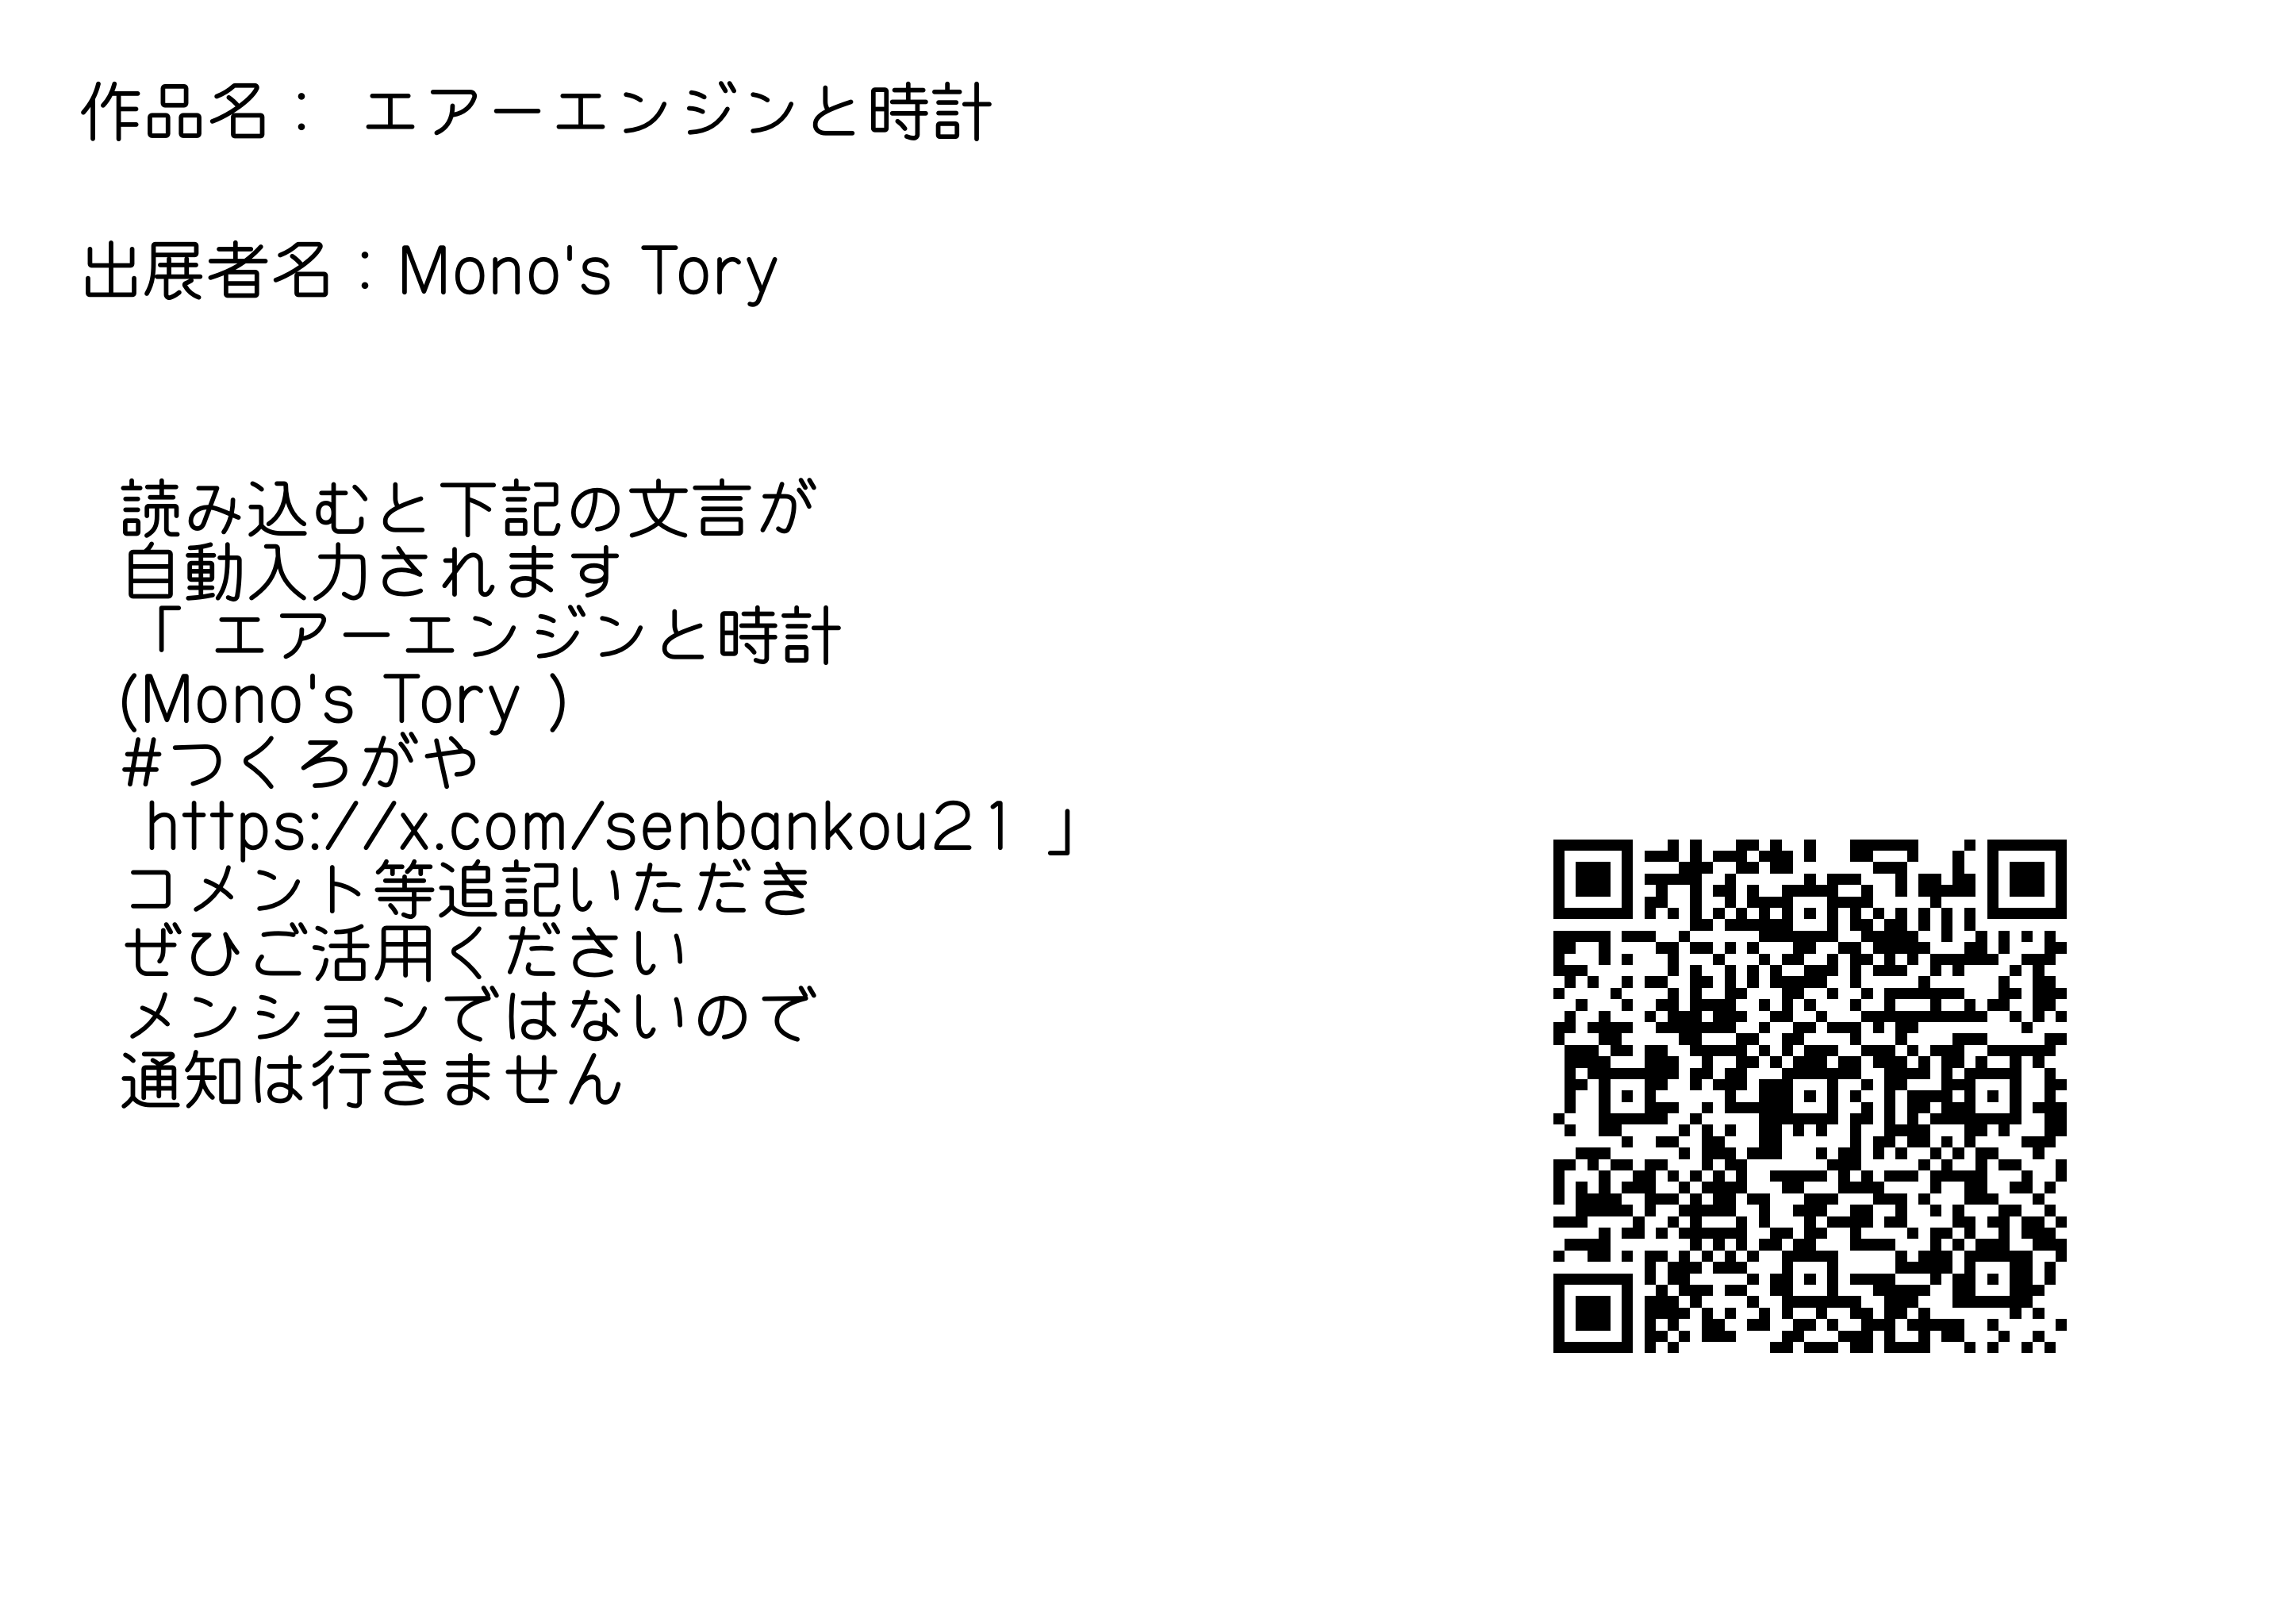 作品名： エアーエンジンと時計
出展者名：Mono's Tory
読み込むと下記の文言が
自動入力されます
「 エアーエンジンと時計
(Mono's Tory )
#つくろがや
https://x.com/senbankou21 」
コメント等追記いただき
ぜひご活用ください
メンションではないので
通知は行きません